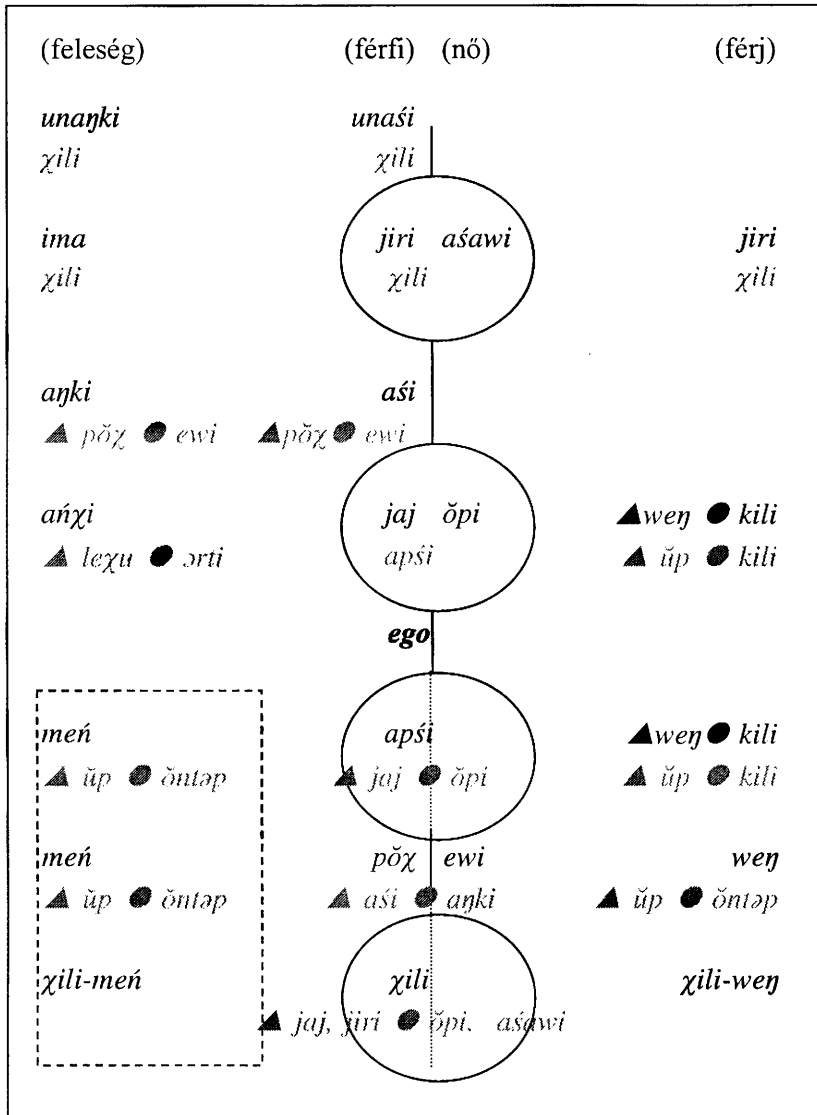 (feleség) (férfi) (nő) (férj)
unaŋki unaśi
χili χili
ima jiri aśawi jiri
χili χili χili
aŋki aśi
pŏχ ewi pŏχ ewi
ańχi jaj ŏpi weŋ kili
leχu ɔrti apśi ŭp kili
ego
meń apśi weŋ kili
ŭp ŏntəp jaj ŏpi ŭp kili
meń pŏχ ewi weŋ
ŭp ŏntəp aśi aŋki ŭp ŏntəp
χili-meń χili χili-weŋ
jaj, jiri ŏpi, aśawi